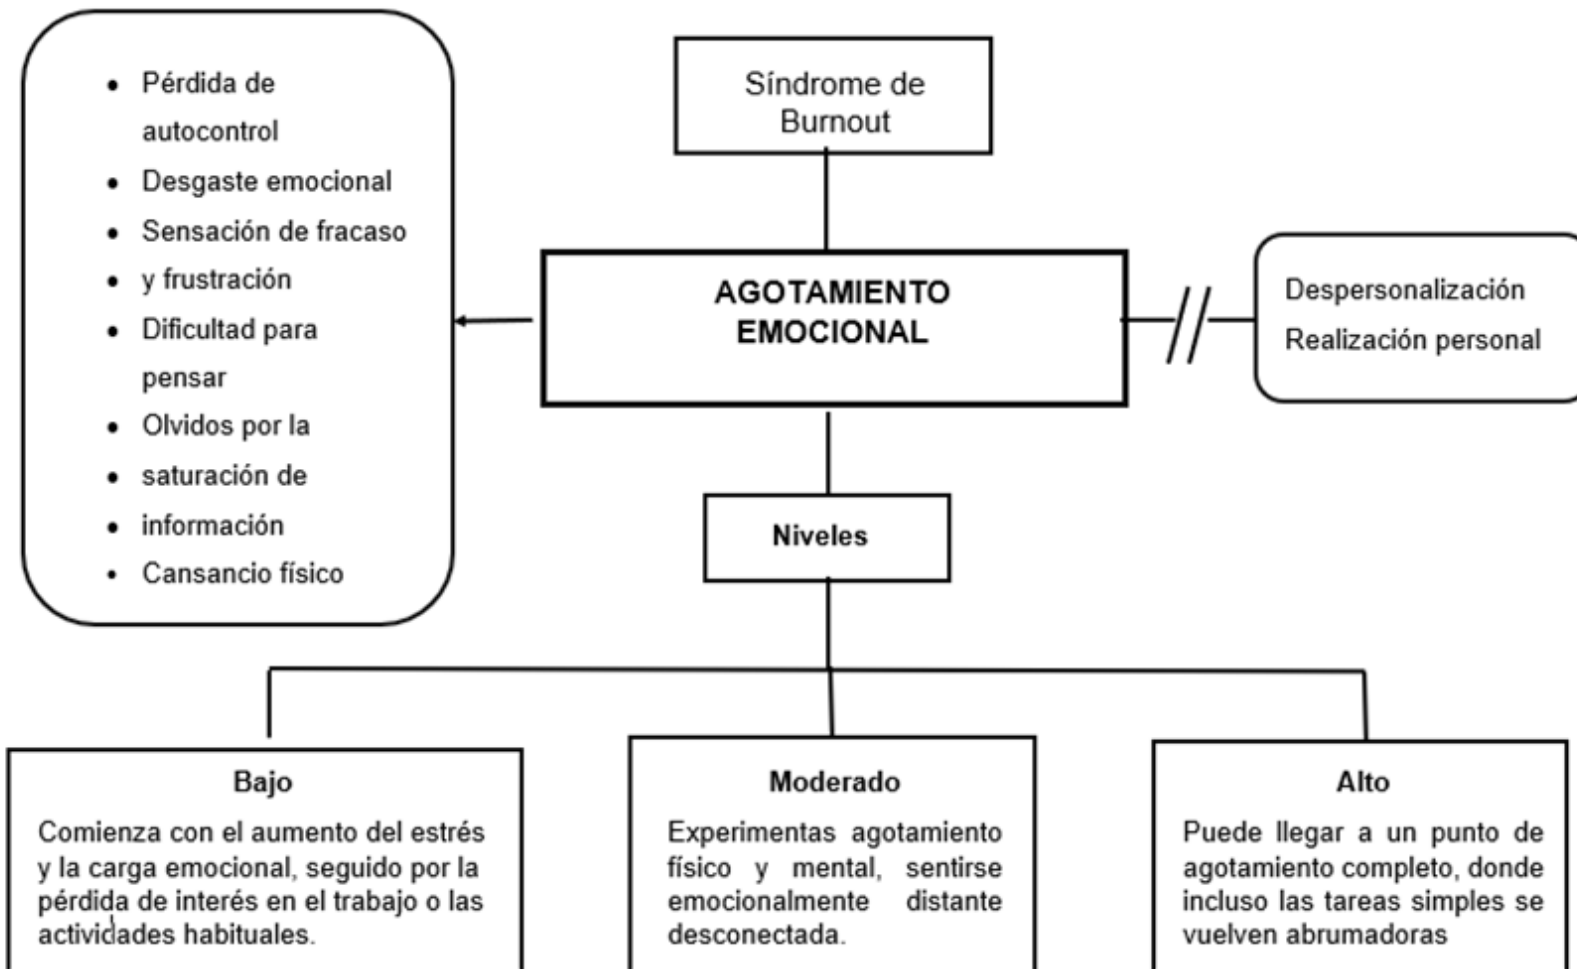 • Pérdida de
autocontrol
• Desgaste emocional
• Sensación de fracaso
• y frustración
• Dificultad para
pensar
• Olvidos por la
• saturación de
• información
• Cansancio físico
Síndrome de
Burnout
AGOTAMIENTO
EMOCIONAL
Despersonalización
Realización personal
Niveles
Bajo
Comienza con el aumento del estrés
y la carga emocional, seguido por la
pérdida de interés en el trabajo o las
actividades habituales.
Moderado
Experimentas agotamiento
físico y mental, sentirse
emocionalmente distante
desconectada.
Alto
Puede llegar a un punto de
agotamiento completo, donde
incluso las tareas simples se
vuelven abrumadoras